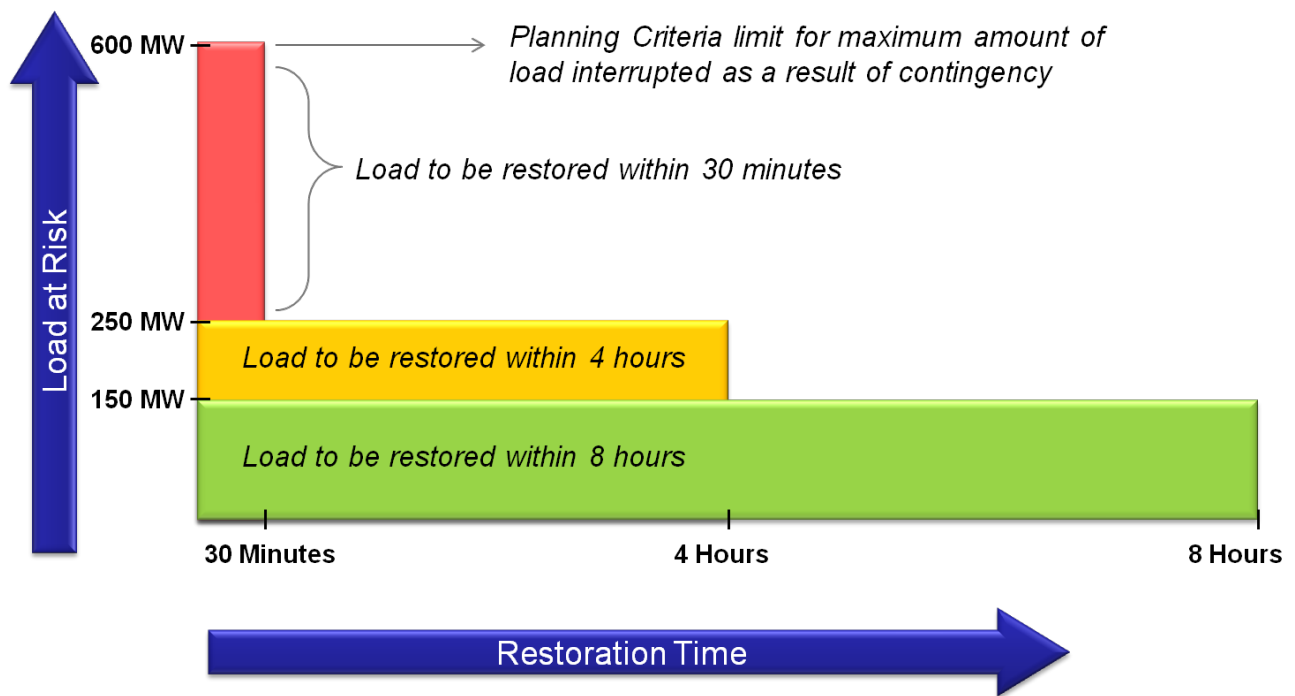 600 MW
Planning Criteria limit for maximum amount of
load interrupted as a result of contingency
Load to be restored within 30 minutes
Load at Risk
250 MW
Load to be restored within 4 hours
150 MW
Load to be restored within 8 hours
30 Minutes
4 Hours
8 Hours
Restoration Time